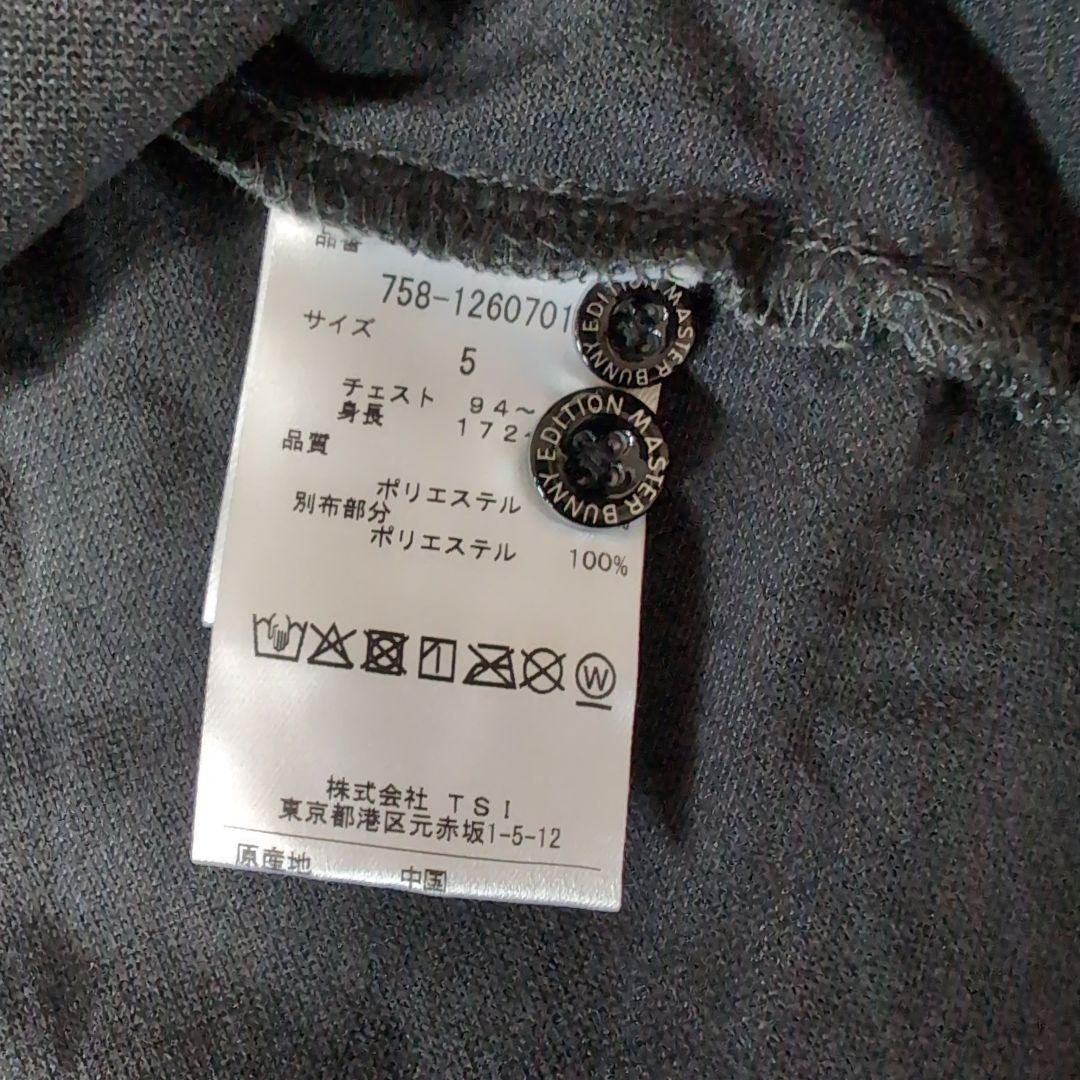 品番
758-1260701
サイズ
5
チェスト 94~
身長 172~
品質
ポリエステル
別布部分
ポリエステル 100%
W
株式会社 TSI
東京都港区元赤坂1-5-12
原産地 中国
MASTER BUNNY EDITION
MASTER BUNNY EDITION